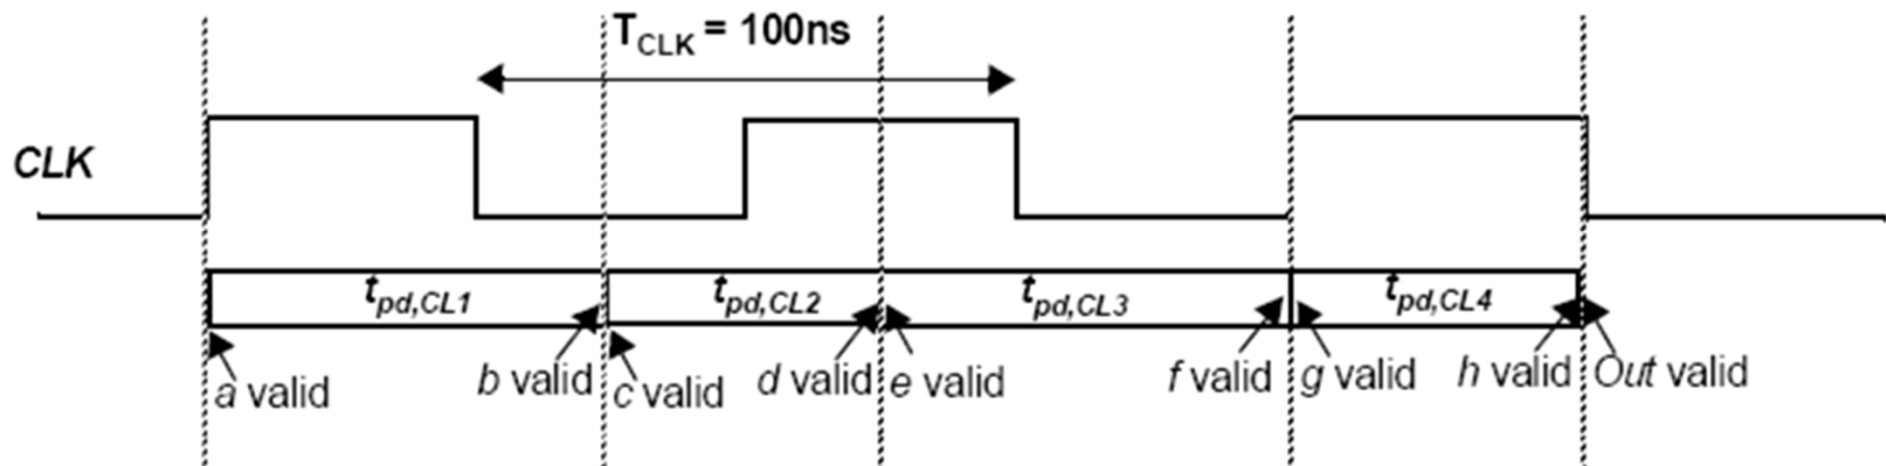 T_CLK = 100ns
CLK
t_pd,CL1 t_pd,CL2 t_pd,CL3 t_pd,CL4
a valid b valid c valid d valid e valid f valid g valid h valid Out valid